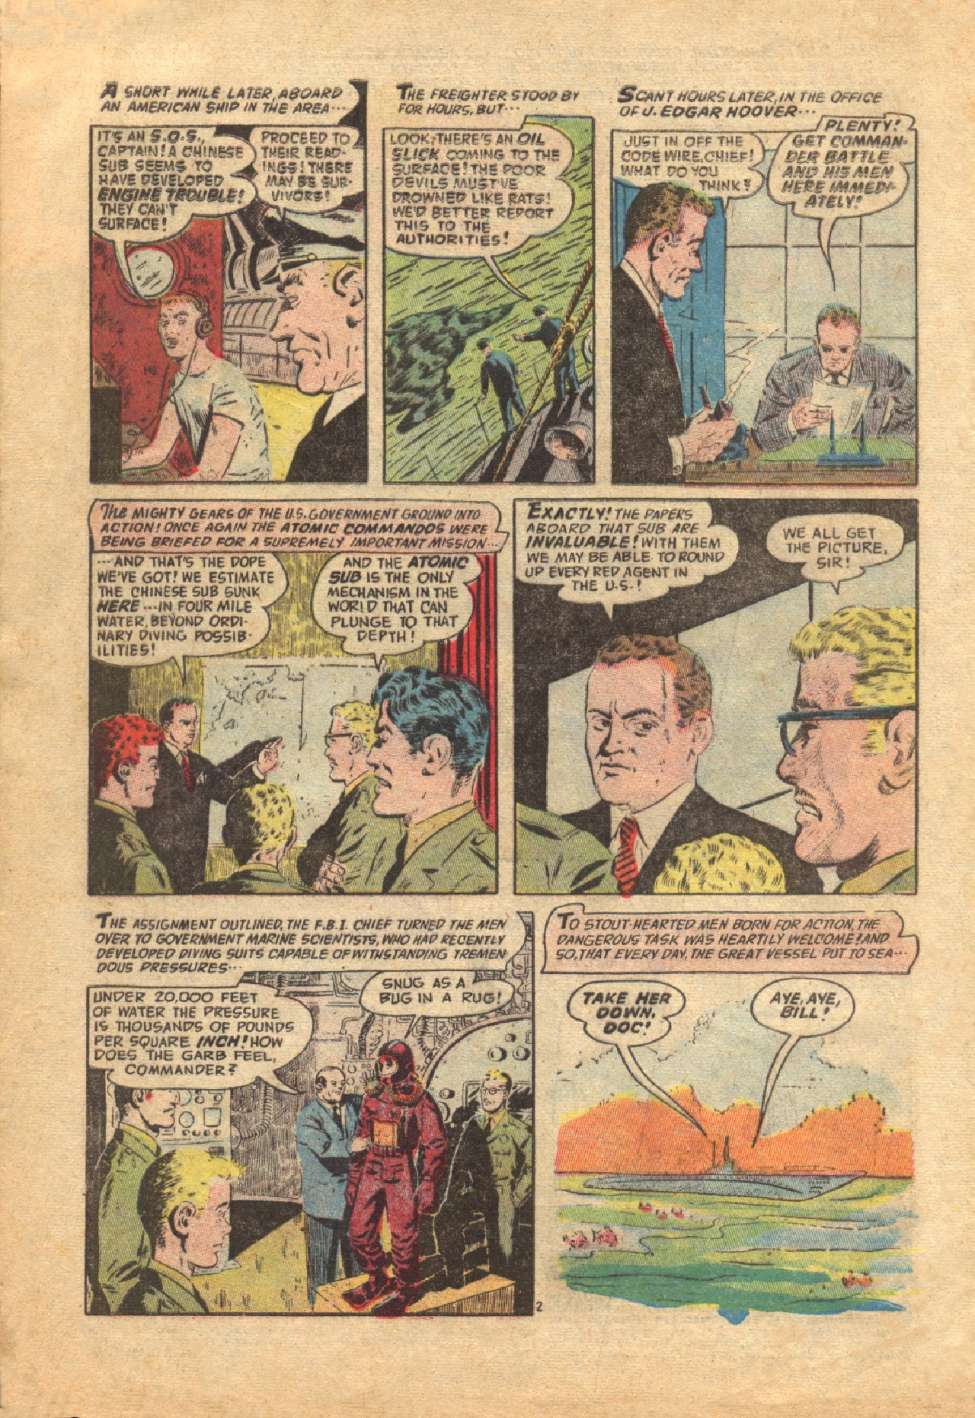 A SHORT WHILE LATER, ABOARD
AN AMERICAN SHIP IN THE AREA...
IT'S AN S.O.S.,
CAPTAIN! A CHINESE
SUB SEEMS TO
HAVE DEVELOPED
ENGINE TROUBLE!
THEY CAN'T
SURFACE!
PROCEED TO
THEIR READ-
INGS! THERE
MAY BE SUR-
VIVORS!
THE FREIGHTER STOOD BY
FOR HOURS, BUT...
LOOK; THERE'S AN OIL
SLICK COMING TO THE
SURFACE! THE POOR
DEVILS MUST'VE
DROWNED LIKE RATS!
WE'D BETTER REPORT
THIS TO THE
AUTHORITIES!
SCANT HOURS LATER, IN THE OFFICE
OF J. EDGAR HOOVER...
JUST IN OFF THE
CODE WIRE, CHIEF!
WHAT DO YOU
THINK?
PLENTY!
GET COMMAN-
DER BATTLE
AND HIS MEN
HERE IMMEDI-
ATELY!
THE MIGHTY GEARS OF THE U.S. GOVERNMENT GROUND INTO
ACTION! ONCE AGAIN THE ATOMIC COMMANDOS WERE
BEING BRIEFED FOR A SUPREMELY IMPORTANT MISSION...
...AND THAT'S THE DOPE
WE'VE GOT! WE ESTIMATE
THE CHINESE SUB SUNK
HERE...IN FOUR MILE
WATER, BEYOND ORDI-
NARY DIVING POSSIB-
ILITIES!
AND THE ATOMIC
SUB IS THE ONLY
MECHANISM IN THE
WORLD THAT CAN
PLUNGE TO THAT
DEPTH!
EXACTLY! THE PAPERS
ABOARD THAT SUB ARE
INVALUABLE! WITH THEM
WE MAY BE ABLE TO ROUND
UP EVERY RED AGENT IN
THE U.S.!
WE ALL GET
THE PICTURE,
SIR!
THE ASSIGNMENT OUTLINED, THE F.B.I. CHIEF TURNED THE MEN
OVER TO GOVERNMENT MARINE SCIENTISTS, WHO HAD RECENTLY
DEVELOPED DIVING SUITS CAPABLE OF WITHSTANDING TREMEN
DOUS PRESSURES...
UNDER 20,000 FEET
OF WATER THE PRESSURE
IS THOUSANDS OF POUNDS
PER SQUARE INCH! HOW
DOES THE GARB FEEL,
COMMANDER?
SNUG AS A
BUG IN A RUG!
TO STOUT-HEARTED MEN BORN FOR ACTION, THE
DANGEROUS TASK WAS HEARTILY WELCOME! AND
SO, THAT EVERY DAY, THE GREAT VESSEL PUT TO SEA...
TAKE HER
DOWN,
DOC!
AYE, AYE,
BILL!
2